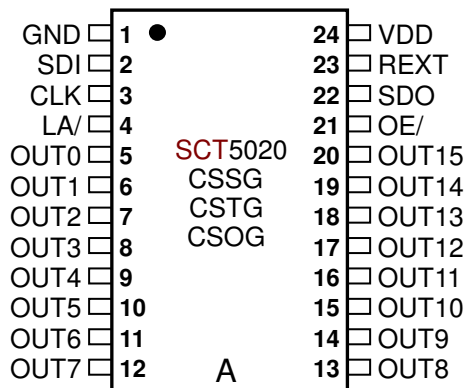 GND 1 24 VDD
SDI 2 23 REXT
CLK 3 22 SDO
LA/ 4 21 OE/
OUT0 5 SCT5020 20 OUT15
OUT1 6 CSSG 19 OUT14
OUT2 7 CSTG 18 OUT13
OUT3 8 CSOG 17 OUT12
OUT4 9 16 OUT11
OUT5 10 15 OUT10
OUT6 11 14 OUT9
OUT7 12 A 13 OUT8